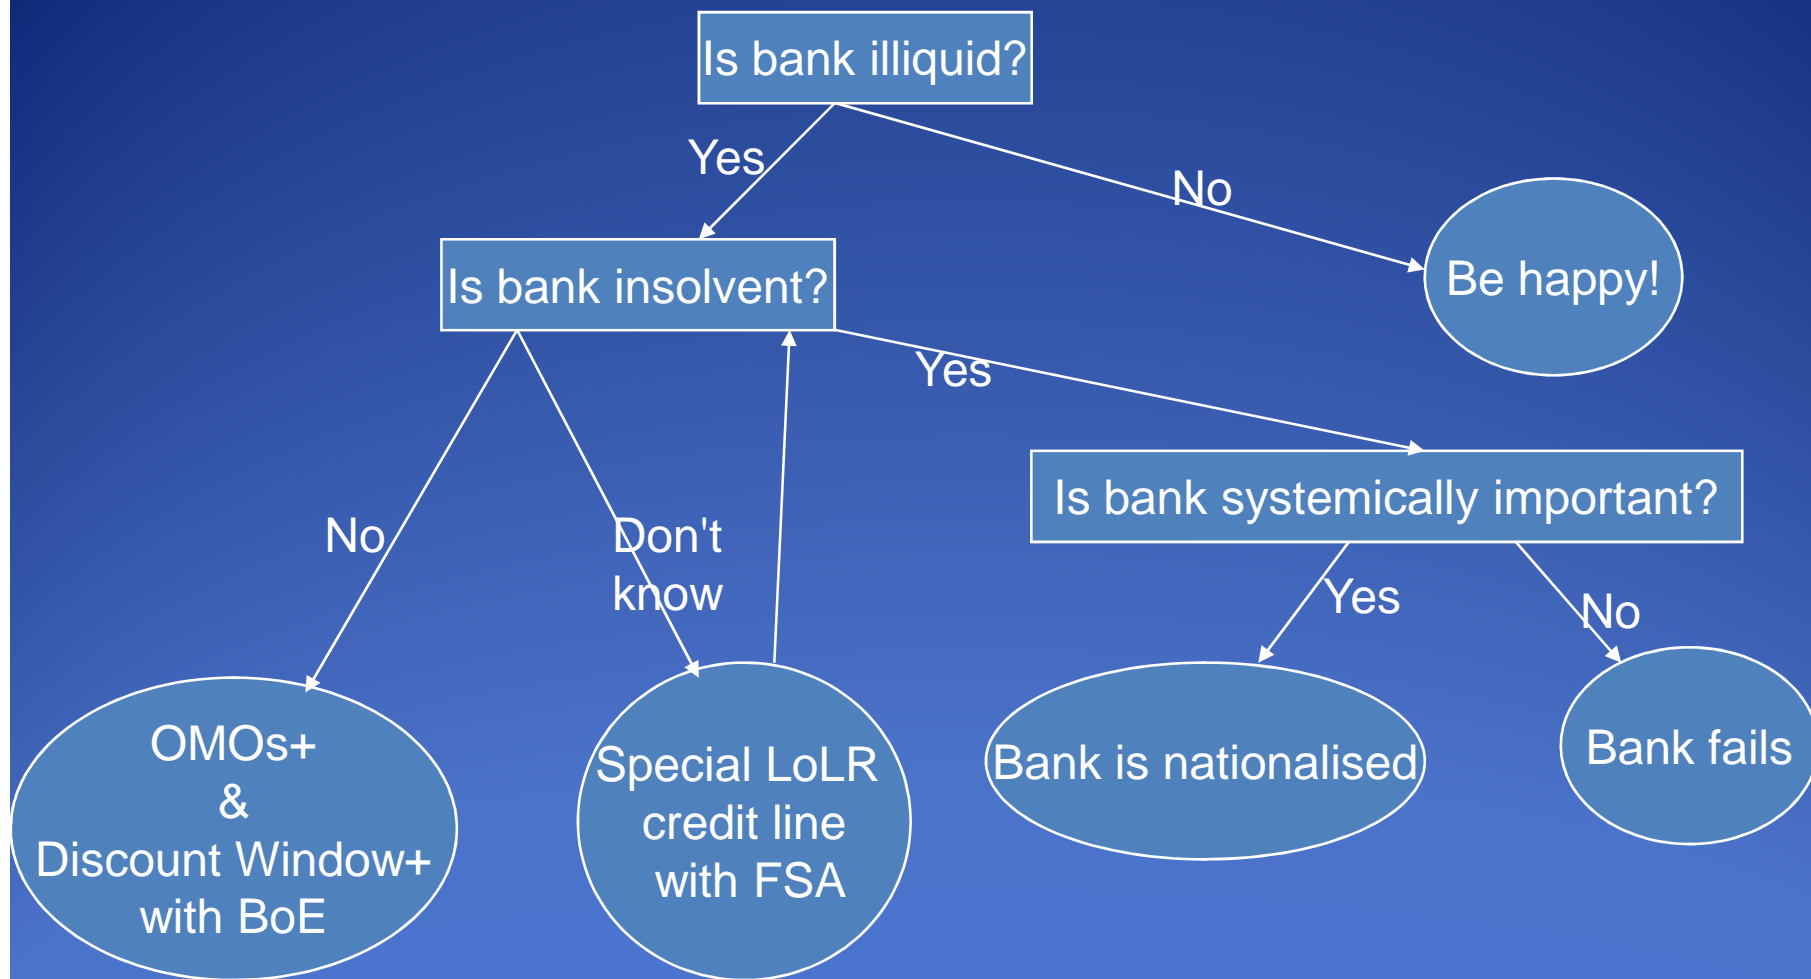 Is bank illiquid?
Yes
No
Be happy!
Is bank insolvent?
Yes
Is bank systemically important?
No
Don't
know
Yes
No
OMOs+
&
Discount Window+
with BoE
Special LoLR
credit line
with FSA
Bank is nationalised
Bank fails